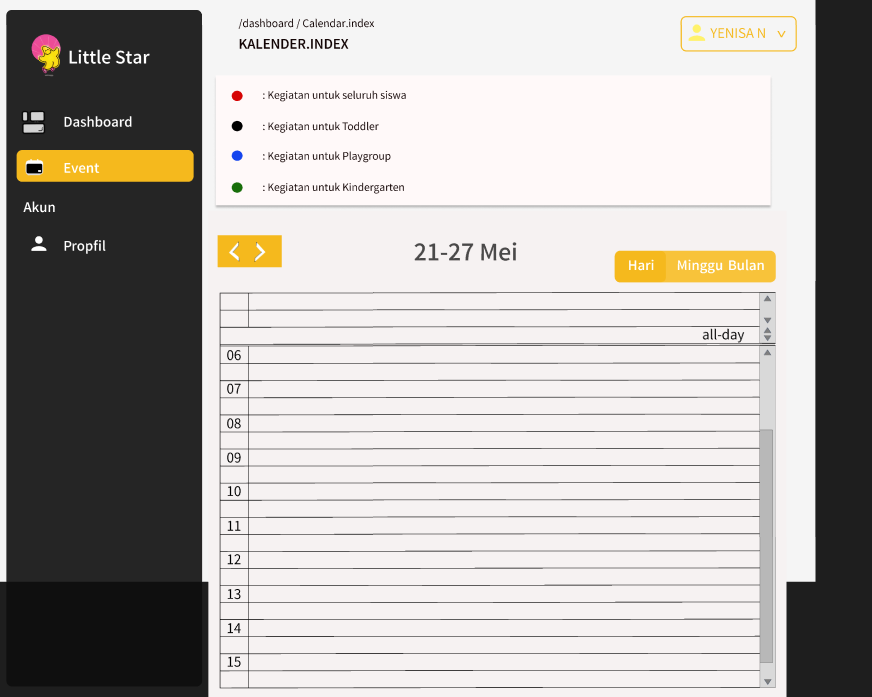 Little Star
Dashboard
Event
Akun
Propfil
/dashboard / Calendar.index
KALENDER.INDEX
YENISA N
: Kegiatan untuk seluruh siswa
: Kegiatan untuk Toddler
: Kegiatan untuk Playgroup
: Kegiatan untuk Kindergarten
21-27 Mei
Hari Minggu Bulan
all-day
06
07
08
09
10
11
12
13
14
15